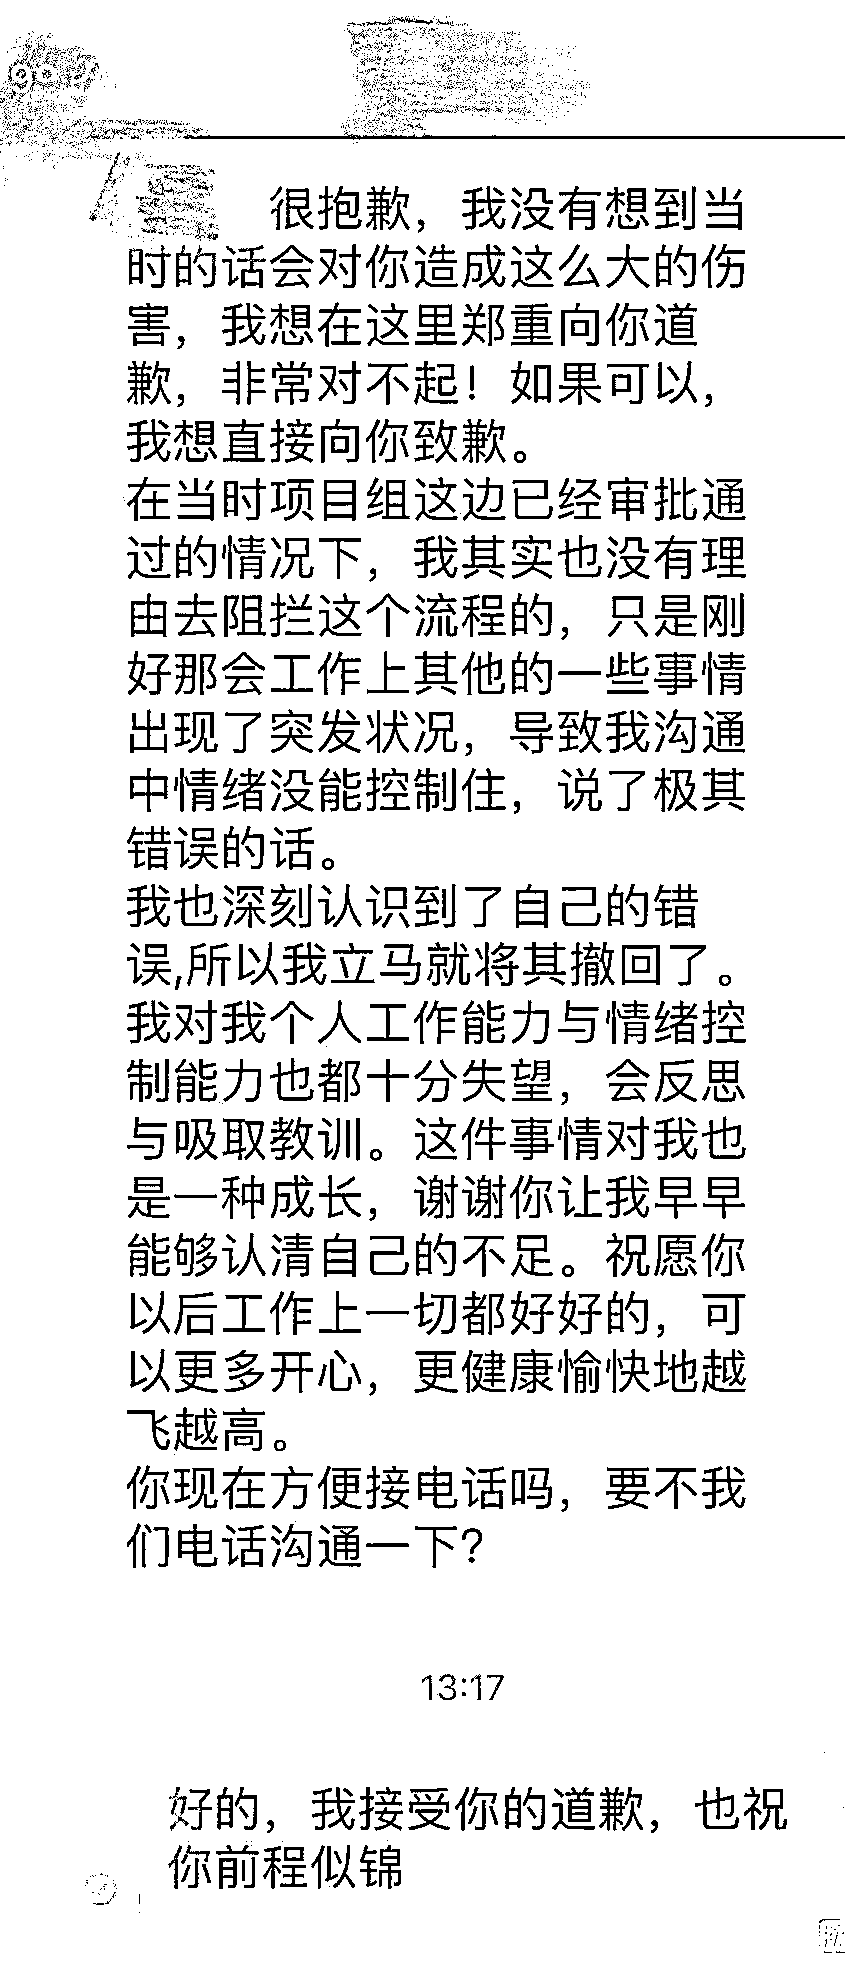 很抱歉，我没有想到当
时的话会对你造成这么大的伤
害，我想在这里郑重向你道
歉，非常对不起！如果可以，
我想直接向你致歉。
在当时项目组这边已经审批通
过的情况下，我其实也没有理
由去阻拦这个流程的，只是刚
好那会工作上其他的一些事情
出现了突发状况，导致我沟通
中情绪没能控制住，说了极其
错误的话。
我也深刻认识到了自己的错
误,所以我立马就将其撤回了。
我对我个人工作能力与情绪控
制能力也都十分失望，会反思
与吸取教训。这件事情对我也
是一种成长，谢谢你让我早早
能够认清自己的不足。祝愿你
以后工作上一切都好好的，可
以更多开心，更健康愉快地越
飞越高。
你现在方便接电话吗，要不我
们电话沟通一下？
13:17
好的，我接受你的道歉，也祝
你前程似锦